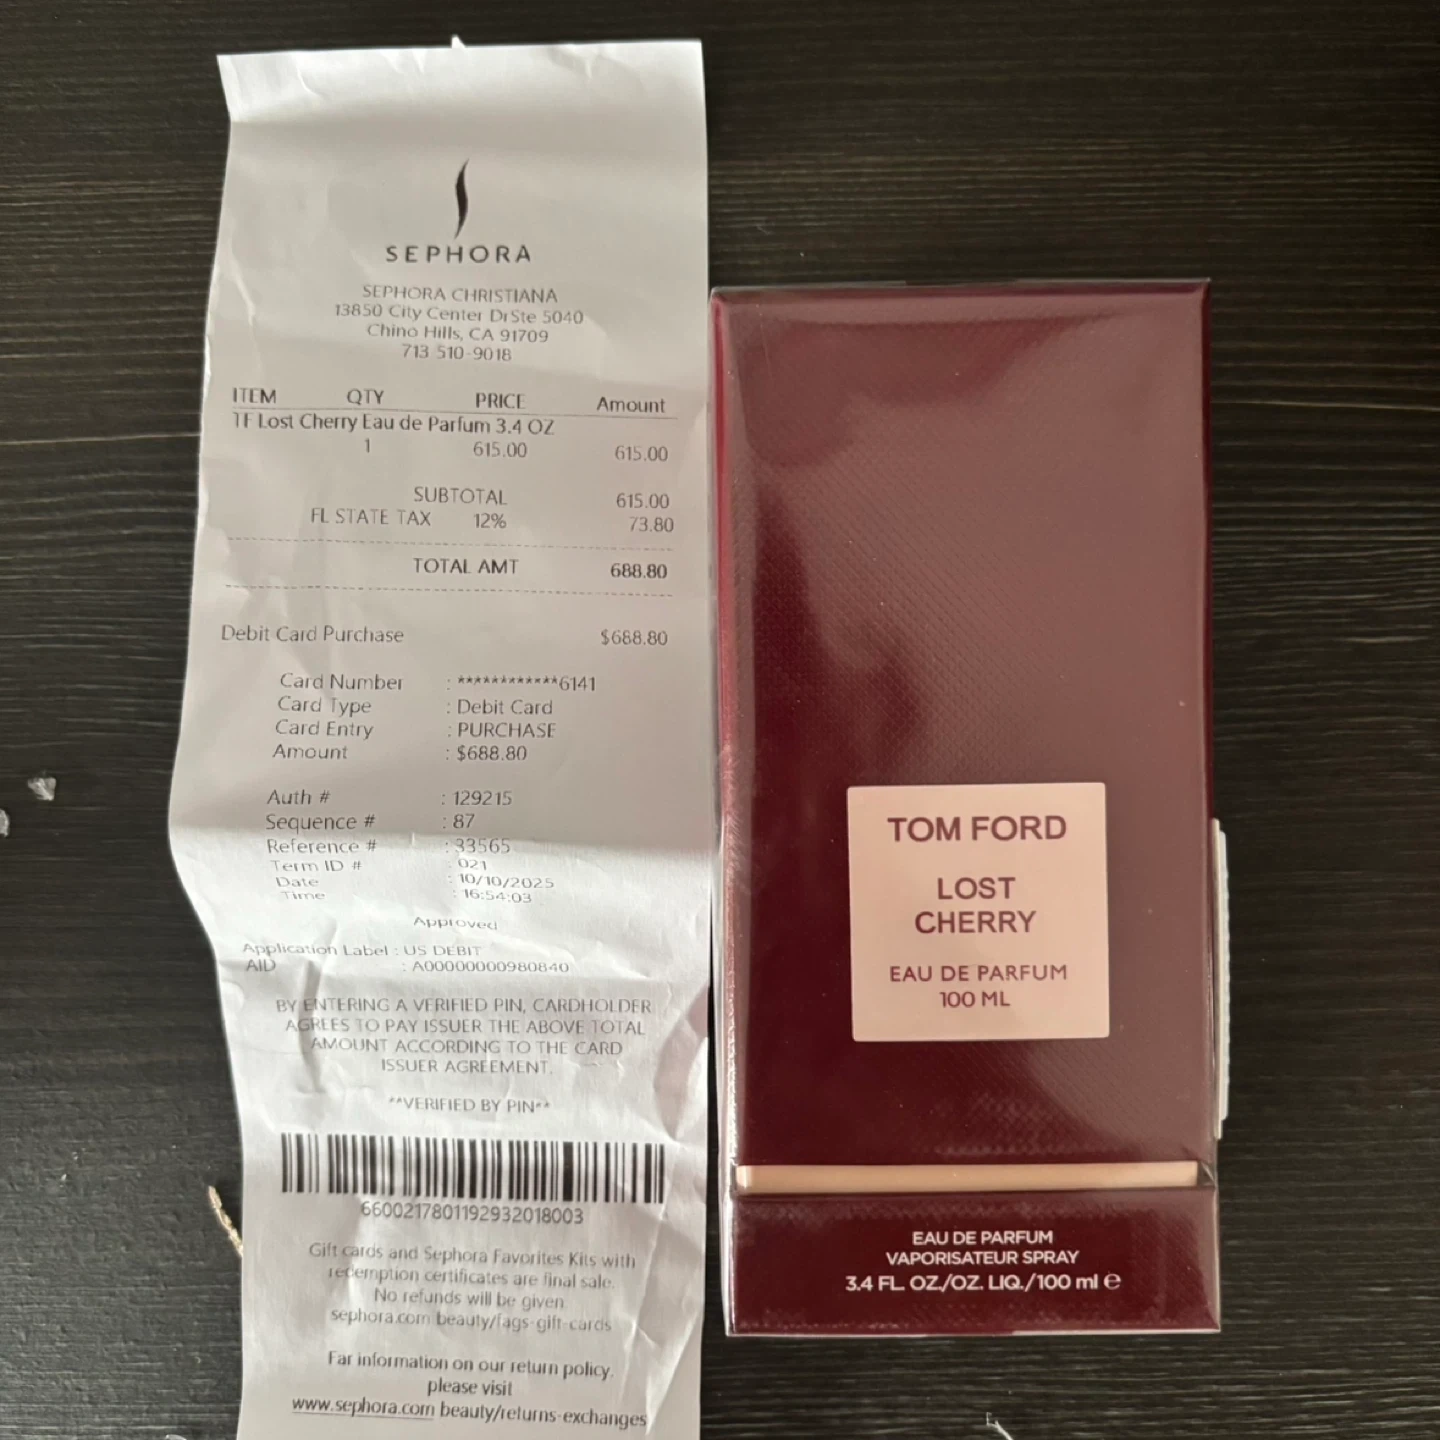 SEPHORA
SEPHORA CHRISTIANA
13850 City Center DrSte 5040
Chino Hills, CA 91709
713 510-9018
ITEM QTY PRICE Amount
TF Lost Cherry Eau de Parfum 3.4 OZ
1 615.00 615.00
SUBTOTAL 615.00
FL STATE TAX 12% 73.80
TOTAL AMT 688.80
Debit Card Purchase $688.80
Card Number : ************6141
Card Type : Debit Card
Card Entry : PURCHASE
Amount : $688.80
Auth # : 129215
Sequence # : 87
Reference # : 33565
Term ID # : 021
Date : 10/10/2025
Time : 16:54:03
Approved
Application Label : US DEBIT
AID : A00000000980840
BY ENTERING A VERIFIED PIN, CARDHOLDER
AGREES TO PAY ISSUER THE ABOVE TOTAL
AMOUNT ACCORDING TO THE CARD
ISSUER AGREEMENT.
**VERIFIED BY PIN**
6600217801192932018003
Gift cards and Sephora Favorites Kits with
redemption certificates are final sale.
No refunds will be given
sephora.com beauty/fags-gift-cards
Far information on our return policy,
please visit
www.sephora.com beauty/returns-exchanges
TOM FORD
LOST
CHERRY
EAU DE PARFUM
100 ML
EAU DE PARFUM
VAPORISATEUR SPRAY
3.4 FL. OZ./OZ. LIQ./100 ml ℮